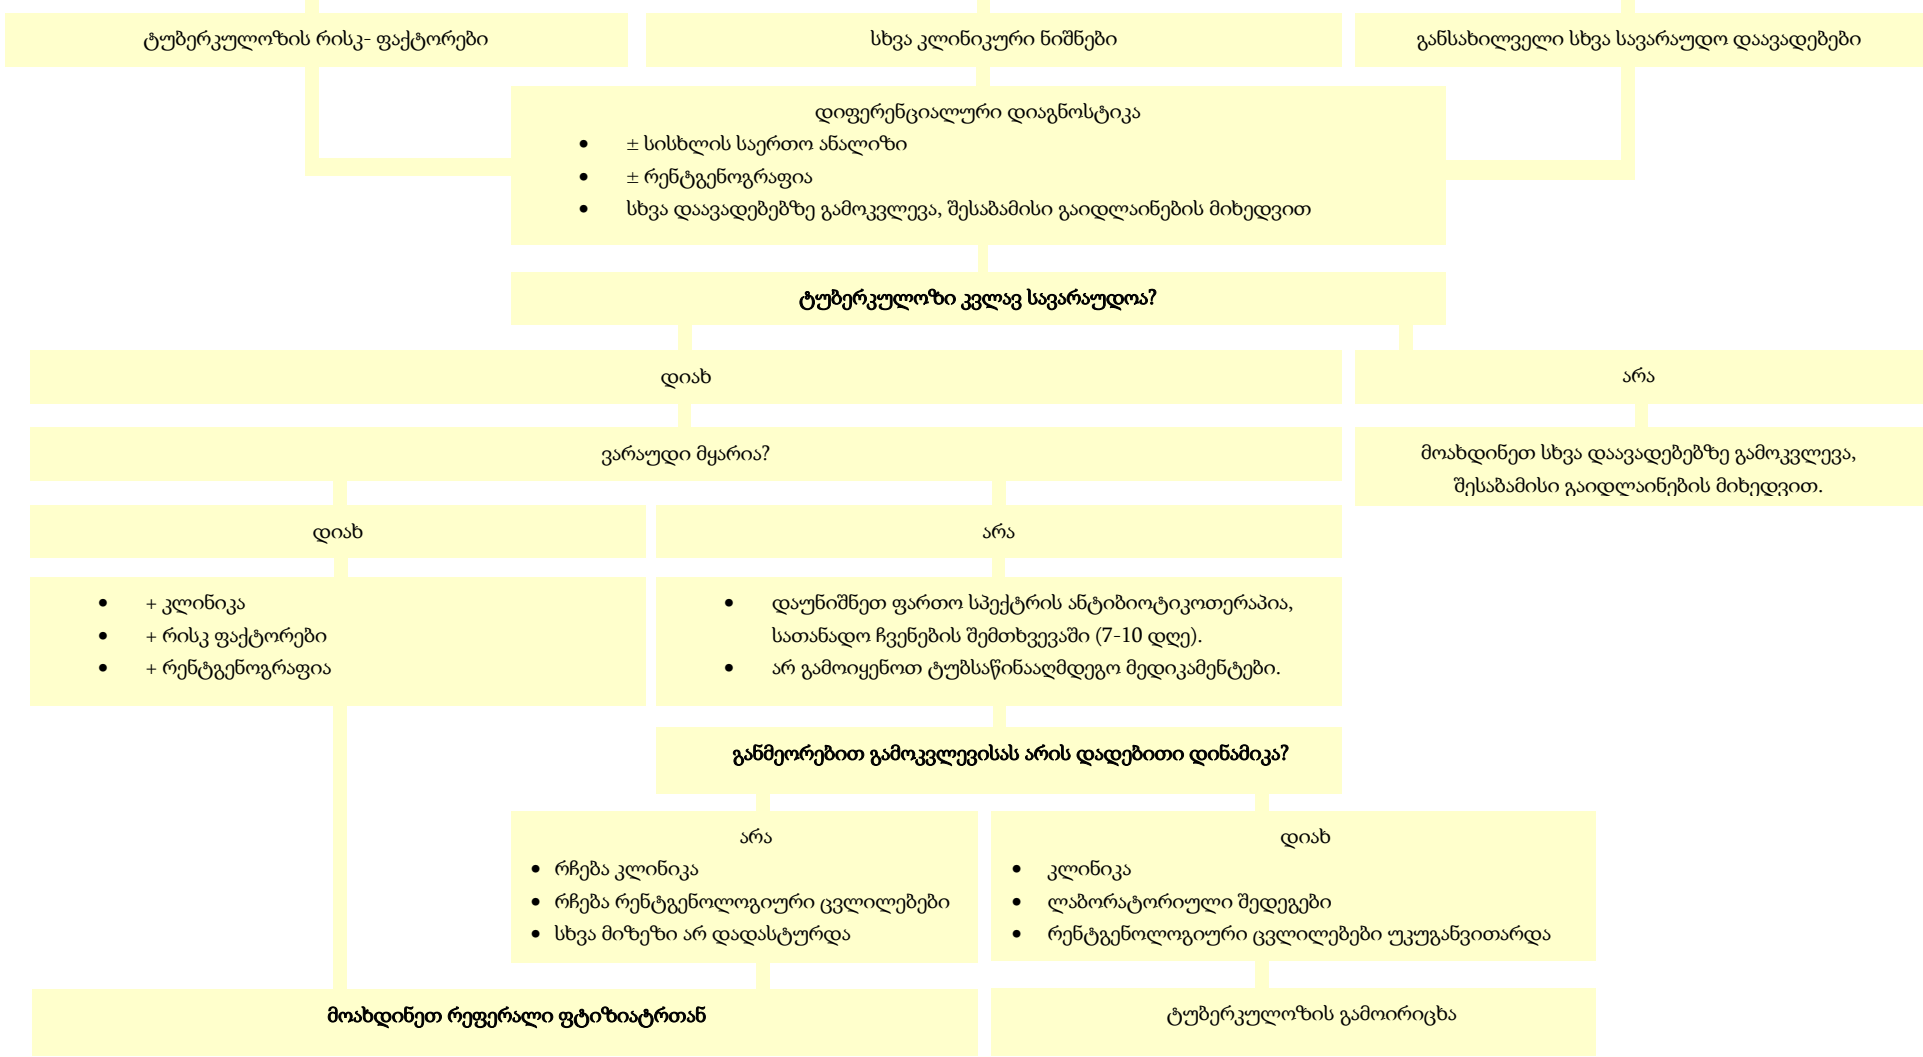 ტუბერკულოზის რისკ- ფაქტორები
სხვა კლინიკური ნიშნები
განსახილველი სხვა სავარაუდო დაავადებები
დიფერენციალური დიაგნოსტიკა
• ± სისხლის საერთო ანალიზი
• ± რენტგენოგრაფია
• სხვა დაავადებებზე გამოკვლევა, შესაბამისი გაიდლაინების მიხედვით
ტუბერკულოზი კვლავ სავარაუდოა?
დიახ
არა
ვარაუდი მყარია?
მოახდინეთ სხვა დაავადებებზე გამოკვლევა,
შესაბამისი გაიდლაინების მიხედვით.
დიახ
არა
• + კლინიკა
• + რისკ ფაქტორები
• + რენტგენოგრაფია
• დაუნიშნეთ ფართო სპექტრის ანტიბიოტიკოთერაპია,
სათანადო ჩვენების შემთხვევაში (7-10 დღე).
• არ გამოიყენოთ ტუბსაწინააღმდეგო მედიკამენტები.
განმეორებით გამოკვლევისას არის დადებითი დინამიკა?
არა
• რჩება კლინიკა
• რჩება რენტგენოლოგიური ცვლილებები
• სხვა მიზეზი არ დადასტურდა
დიახ
• კლინიკა
• ლაბორატორიული შედეგები
• რენტგენოლოგიური ცვლილებები უკუგანვითარდა
მოახდინეთ რეფერალი ფტიზიატრთან
ტუბერკულოზის გამოირიცხა